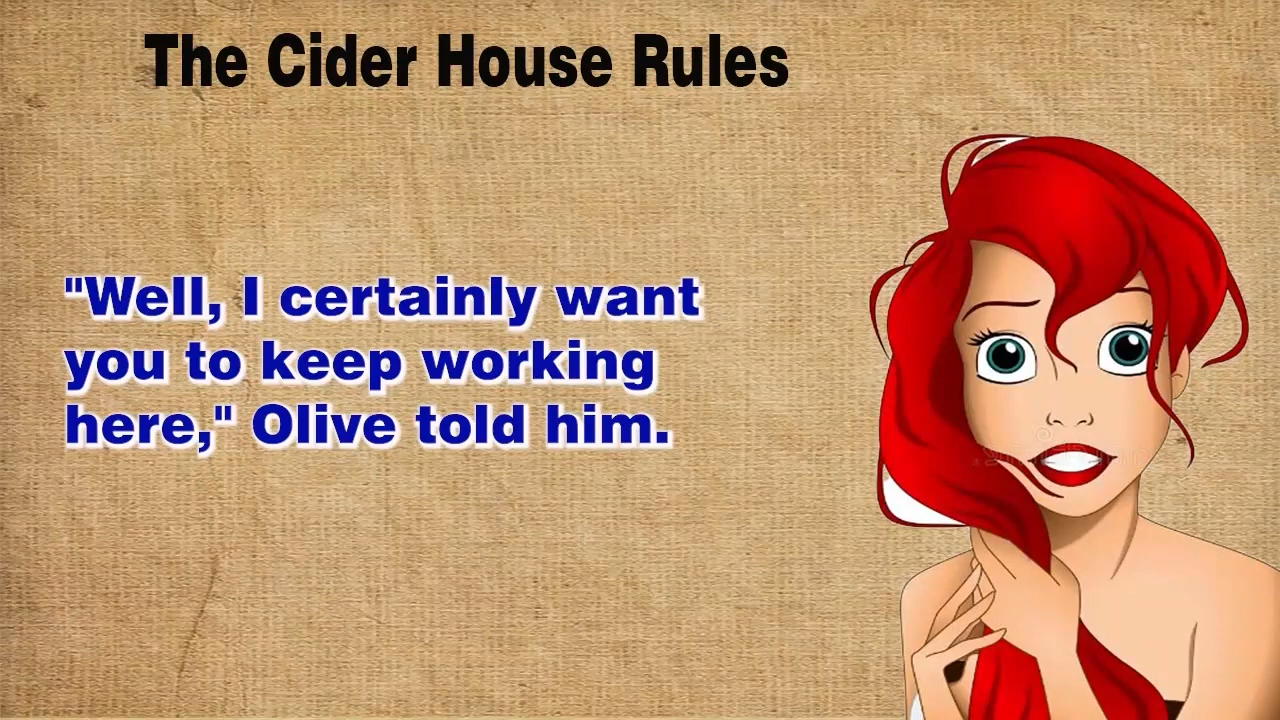 The Cider House Rules
"Well, I certainly want
you to keep working
here," Olive told him.